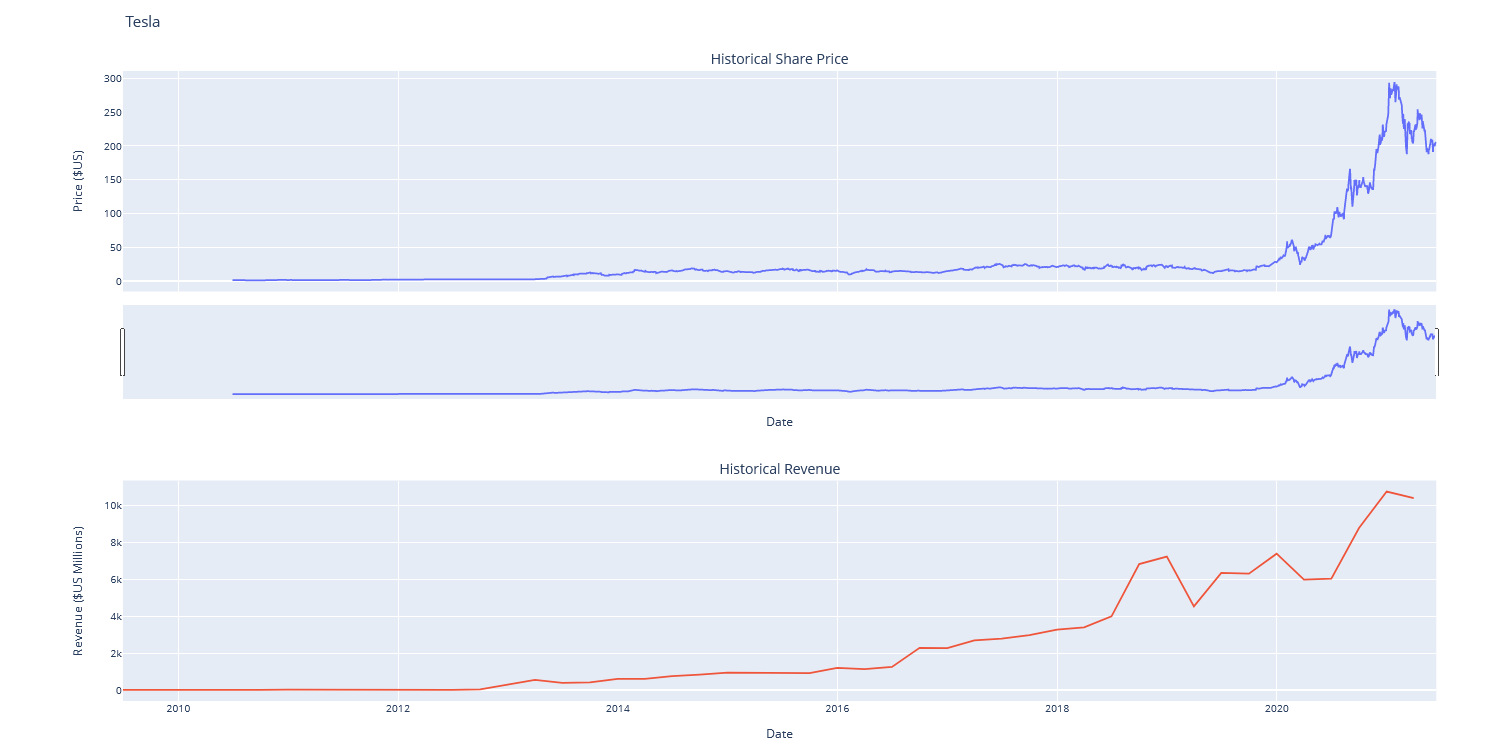 Tesla
Historical Share Price
300
250
200
150
100
50
0
Price ($US)
Date
Historical Revenue
10k
8k
6k
4k
2k
0
Revenue ($US Millions)
2010 2012 2014 2016 2018 2020
Date